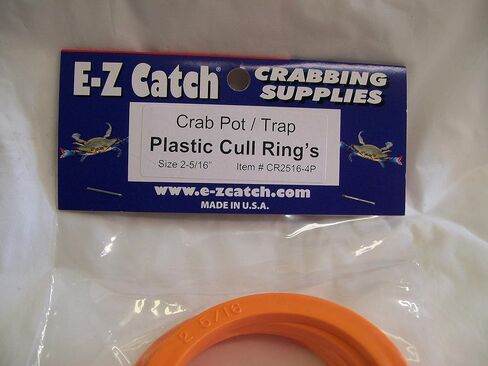 E-Z Catch® CRABBING
SUPPLIES
Crab Pot / Trap
Plastic Cull Ring's
Size 2-5/16" Item # CR2516-4P
www.e-zcatch.com
MADE IN U.S.A.
2 5/16